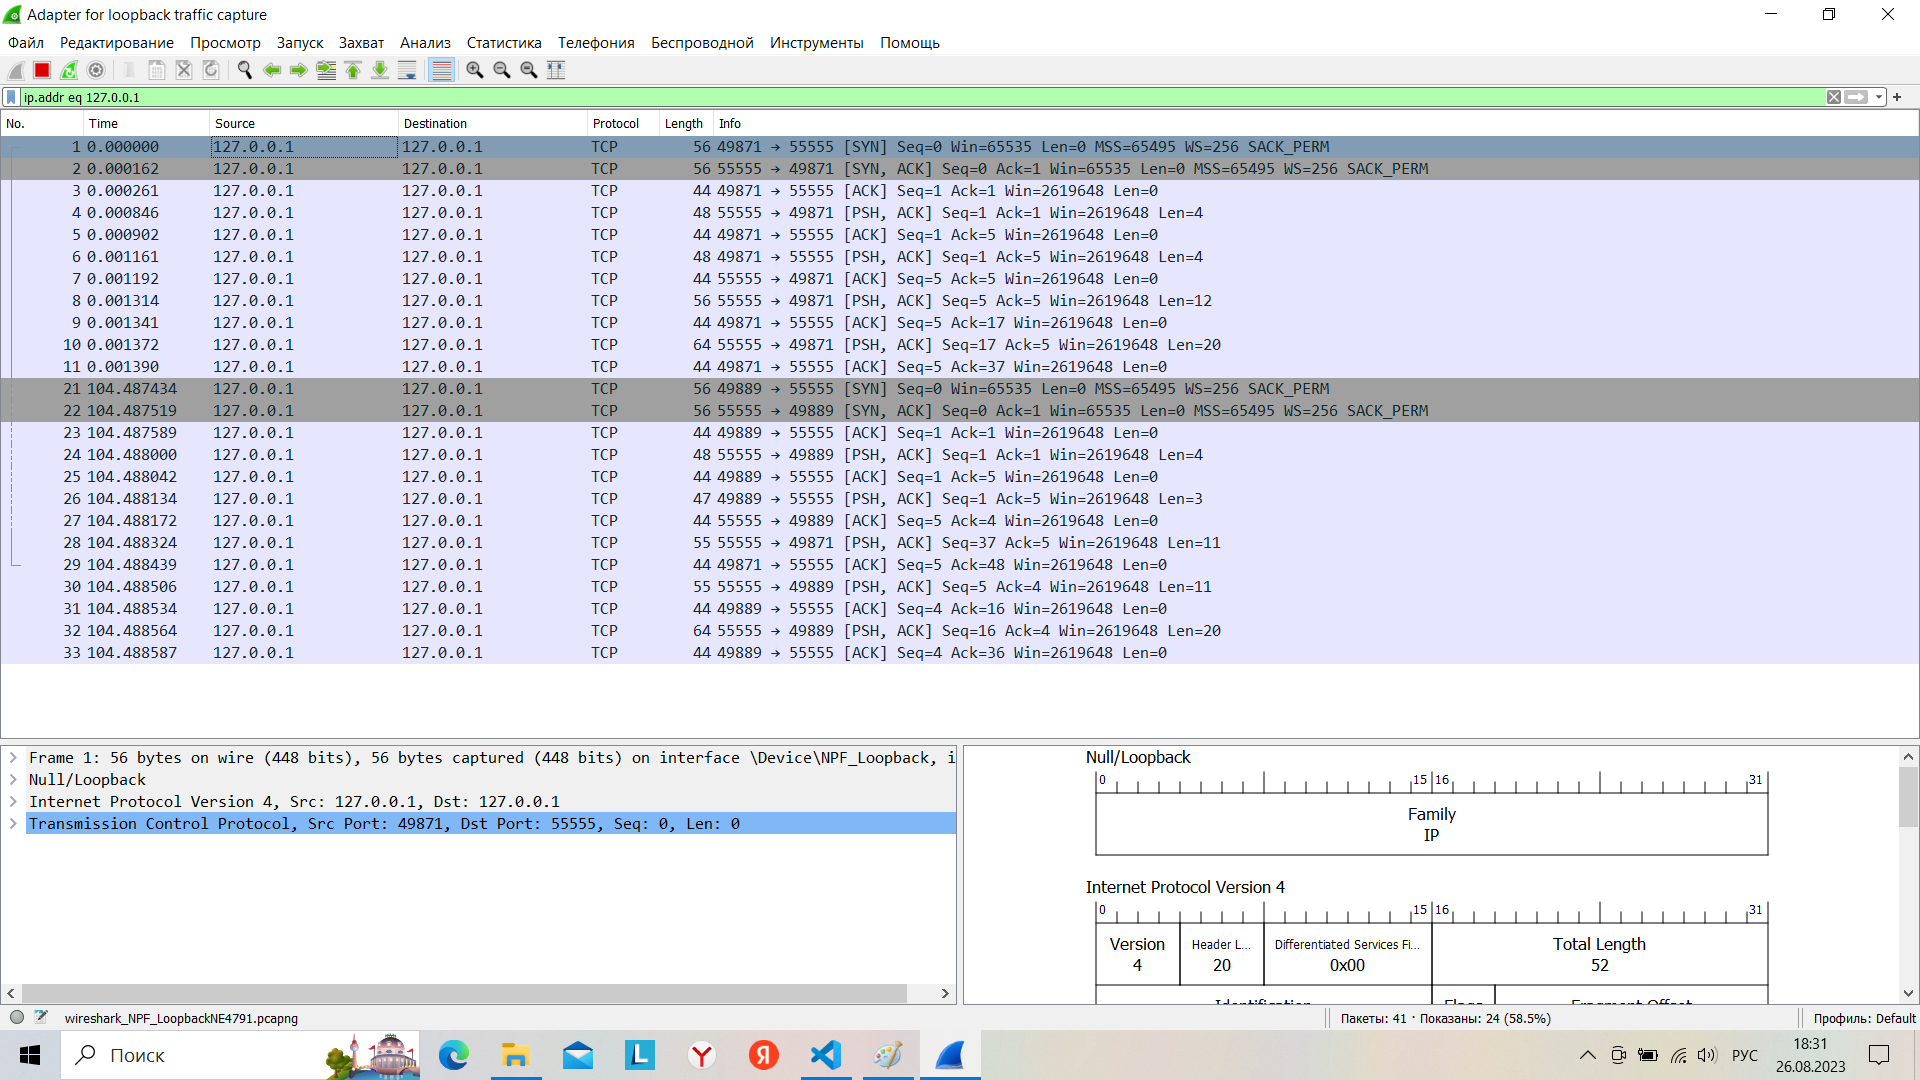 Adapter for loopback traffic capture
Файл Редактирование Просмотр Запуск Захват Анализ Статистика Телефония Беспроводной Инструменты Помощь
ip.addr eq 127.0.0.1
No. Time Source Destination Protocol Length Info
1 0.000000 127.0.0.1 127.0.0.1 TCP 56 49871 → 55555 [SYN] Seq=0 Win=65535 Len=0 MSS=65495 WS=256 SACK_PERM
2 0.000162 127.0.0.1 127.0.0.1 TCP 56 55555 → 49871 [SYN, ACK] Seq=0 Ack=1 Win=65535 Len=0 MSS=65495 WS=256 SACK_PERM
3 0.000261 127.0.0.1 127.0.0.1 TCP 44 49871 → 55555 [ACK] Seq=1 Ack=1 Win=2619648 Len=0
4 0.000846 127.0.0.1 127.0.0.1 TCP 48 55555 → 49871 [PSH, ACK] Seq=1 Ack=1 Win=2619648 Len=4
5 0.000902 127.0.0.1 127.0.0.1 TCP 44 49871 → 55555 [ACK] Seq=1 Ack=5 Win=2619648 Len=0
6 0.001161 127.0.0.1 127.0.0.1 TCP 48 49871 → 55555 [PSH, ACK] Seq=1 Ack=5 Win=2619648 Len=4
7 0.001192 127.0.0.1 127.0.0.1 TCP 44 55555 → 49871 [ACK] Seq=5 Ack=5 Win=2619648 Len=0
8 0.001314 127.0.0.1 127.0.0.1 TCP 56 55555 → 49871 [PSH, ACK] Seq=5 Ack=5 Win=2619648 Len=12
9 0.001341 127.0.0.1 127.0.0.1 TCP 44 49871 → 55555 [ACK] Seq=5 Ack=17 Win=2619648 Len=0
10 0.001372 127.0.0.1 127.0.0.1 TCP 64 55555 → 49871 [PSH, ACK] Seq=17 Ack=5 Win=2619648 Len=20
11 0.001390 127.0.0.1 127.0.0.1 TCP 44 49871 → 55555 [ACK] Seq=5 Ack=37 Win=2619648 Len=0
21 104.487434 127.0.0.1 127.0.0.1 TCP 56 49889 → 55555 [SYN] Seq=0 Win=65535 Len=0 MSS=65495 WS=256 SACK_PERM
22 104.487519 127.0.0.1 127.0.0.1 TCP 56 55555 → 49889 [SYN, ACK] Seq=0 Ack=1 Win=65535 Len=0 MSS=65495 WS=256 SACK_PERM
23 104.487589 127.0.0.1 127.0.0.1 TCP 44 49889 → 55555 [ACK] Seq=1 Ack=1 Win=2619648 Len=0
24 104.488000 127.0.0.1 127.0.0.1 TCP 48 55555 → 49889 [PSH, ACK] Seq=1 Ack=1 Win=2619648 Len=4
25 104.488042 127.0.0.1 127.0.0.1 TCP 44 49889 → 55555 [ACK] Seq=1 Ack=5 Win=2619648 Len=0
26 104.488134 127.0.0.1 127.0.0.1 TCP 47 49889 → 55555 [PSH, ACK] Seq=1 Ack=5 Win=2619648 Len=3
27 104.488172 127.0.0.1 127.0.0.1 TCP 44 55555 → 49889 [ACK] Seq=5 Ack=4 Win=2619648 Len=0
28 104.488324 127.0.0.1 127.0.0.1 TCP 55 55555 → 49871 [PSH, ACK] Seq=37 Ack=5 Win=2619648 Len=11
29 104.488439 127.0.0.1 127.0.0.1 TCP 44 49871 → 55555 [ACK] Seq=5 Ack=48 Win=2619648 Len=0
30 104.488506 127.0.0.1 127.0.0.1 TCP 55 55555 → 49889 [PSH, ACK] Seq=5 Ack=4 Win=2619648 Len=11
31 104.488534 127.0.0.1 127.0.0.1 TCP 44 49889 → 55555 [ACK] Seq=4 Ack=16 Win=2619648 Len=0
32 104.488564 127.0.0.1 127.0.0.1 TCP 64 55555 → 49889 [PSH, ACK] Seq=16 Ack=4 Win=2619648 Len=20
33 104.488587 127.0.0.1 127.0.0.1 TCP 44 49889 → 55555 [ACK] Seq=4 Ack=36 Win=2619648 Len=0
Frame 1: 56 bytes on wire (448 bits), 56 bytes captured (448 bits) on interface \Device\NPF_Loopback, i
Null/Loopback
Internet Protocol Version 4, Src: 127.0.0.1, Dst: 127.0.0.1
Transmission Control Protocol, Src Port: 49871, Dst Port: 55555, Seq: 0, Len: 0
Null/Loopback
0 15 16 31
Family
IP
Internet Protocol Version 4
0 15 16 31
Version Header L... Differentiated Services Fi... Total Length
4 20 0x00 52
Identification Flags Fragment Offset
wireshark_NPF_LoopbackNE4791.pcapng Пакеты: 41 · Показаны: 24 (58.5%) Профиль: Default
Поиск L Y Я РУС 18:31
26.08.2023